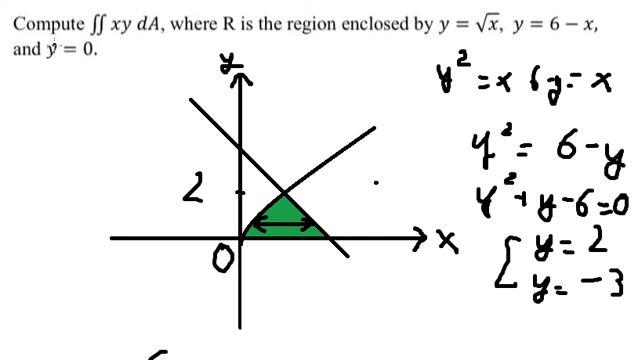 Compute ∬ xy dA, where R is the region enclosed by y = √x, y = 6 − x,
and y = 0.
y
y² = x 6-y = x
y² = 6-y
2
y² + y - 6 = 0
x
y = 2
0
y = -3